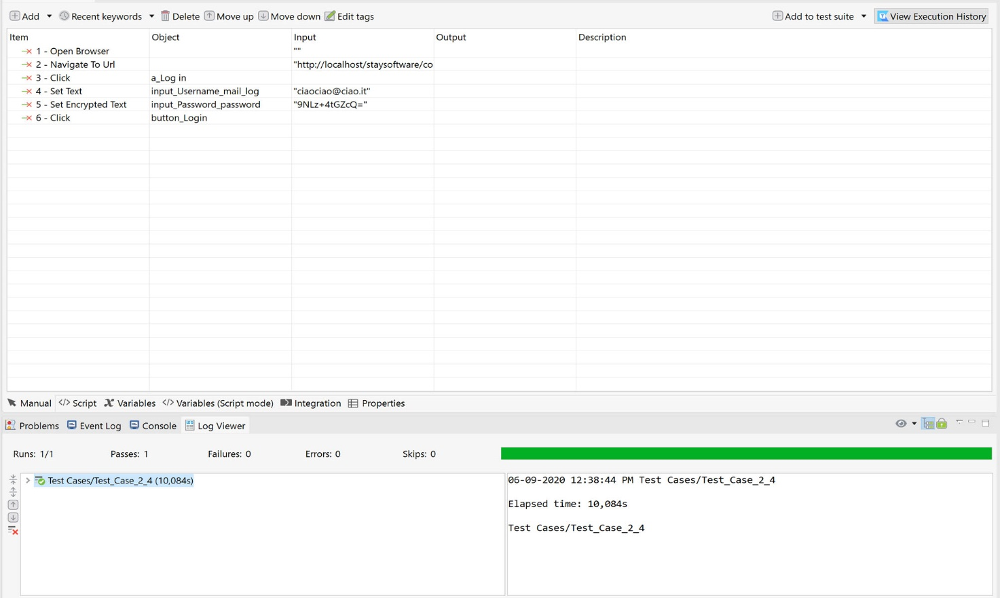 Add Recent keywords Delete Move up Move down Edit tags Add to test suite View Execution History
Item Object Input Output Description
1 - Open Browser ""
2 - Navigate To Url "http://localhost/staysoftware/co
3 - Click a_Log in
4 - Set Text input_Username_mail_log "ciaociao@ciao.it"
5 - Set Encrypted Text input_Password_password "9NLz+4tGZcQ="
6 - Click button_Login
Manual </> Script Variables </> Variables (Script mode) Integration Properties
Problems Event Log Console Log Viewer
Runs: 1/1 Passes: 1 Failures: 0 Errors: 0 Skips: 0
Test Cases/Test_Case_2_4 (10,084s)
06-09-2020 12:38:44 PM Test Cases/Test_Case_2_4
Elapsed time: 10,084s
Test Cases/Test_Case_2_4